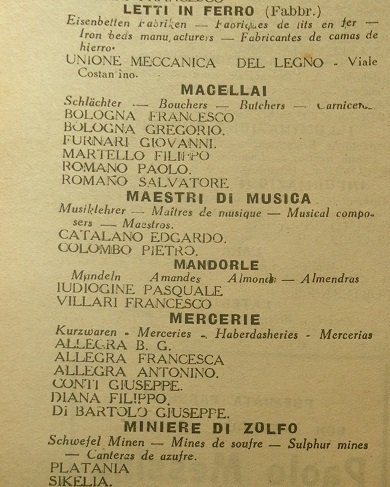 LETTI IN FERRO (Fabbr.)
Eisenbetten Fabriken — Fabriques de lits en fer —
Iron beds manufacturers — Fabricantes de camas de
hierro.
UNIONE MECCANICA DEL LEGNO - Viale
Costantino.
MAGELLAI
Schlächter — Bouchers — Butchers — Carnicer
BOLOGNA FRANCESCO
BOLOGNA GREGORIO.
FURNARI GIOVANNI.
MARTELLO FILIPPO
ROMANO PAOLO.
ROMANO SALVATORE
MAESTRI DI MUSICA
Musiklehrer — Maîtres de musique — Musical compo-
sers — Maestros.
CATALANO EDGARDO.
COLOMBO PIETRO.
MANDORLE
Mandeln Amandes Almonds — Almendras
IUDIOGINE PASQUALE
VILLARI FRANCESCO
MERCERIE
Kurzwaren - Merceries - Haberdasheries - Mercerias
ALLEGRA B. G.
ALLEGRA FRANCESCA
ALLEGRA ANTONINO.
CONTI GIUSEPPE.
DIANA FILIPPO.
DI BARTOLO GIUSEPPE.
MINIERE DI ZOLFO
Schwefel Minen — Mines de soufre — Sulphur mines
— Canteras de azufre.
PLATANIA
SIKELIA.